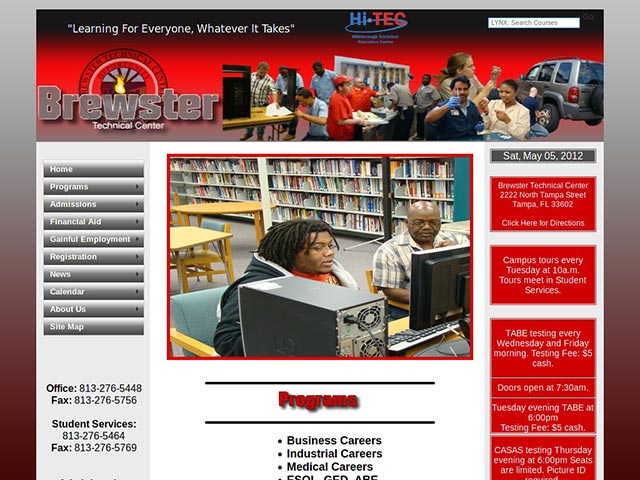 "Learning For Everyone, Whatever It Takes"
Hi-TEC
Hillsborough Technical
Education Center
LYNX: Search Courses
Go
BREWSTER TECHNICAL CENTER
Brewster
Technical Center
Home
Programs
Admissions
Financial Aid
Gainful Employment
Registration
News
Calendar
About Us
Site Map
Office: 813-276-5448
Fax: 813-276-5756
Student Services:
813-276-5464
Fax: 813-276-5769
Programs
Business Careers
Industrial Careers
Medical Careers
ESOL, GED, ABE
Sat, May 05, 2012
Brewster Technical Center
2222 North Tampa Street
Tampa, FL 33602
Click Here for Directions
Campus tours every
Tuesday at 10a.m.
Tours meet in Student
Services.
TABE testing every
Wednesday and Friday
morning. Testing Fee: $5
cash.
Doors open at 7:30am.
Tuesday evening TABE at
6:00pm
Testing Fee: $5 cash.
CASAS testing Thursday
evening at 6:00pm Seats
are limited. Picture ID
required